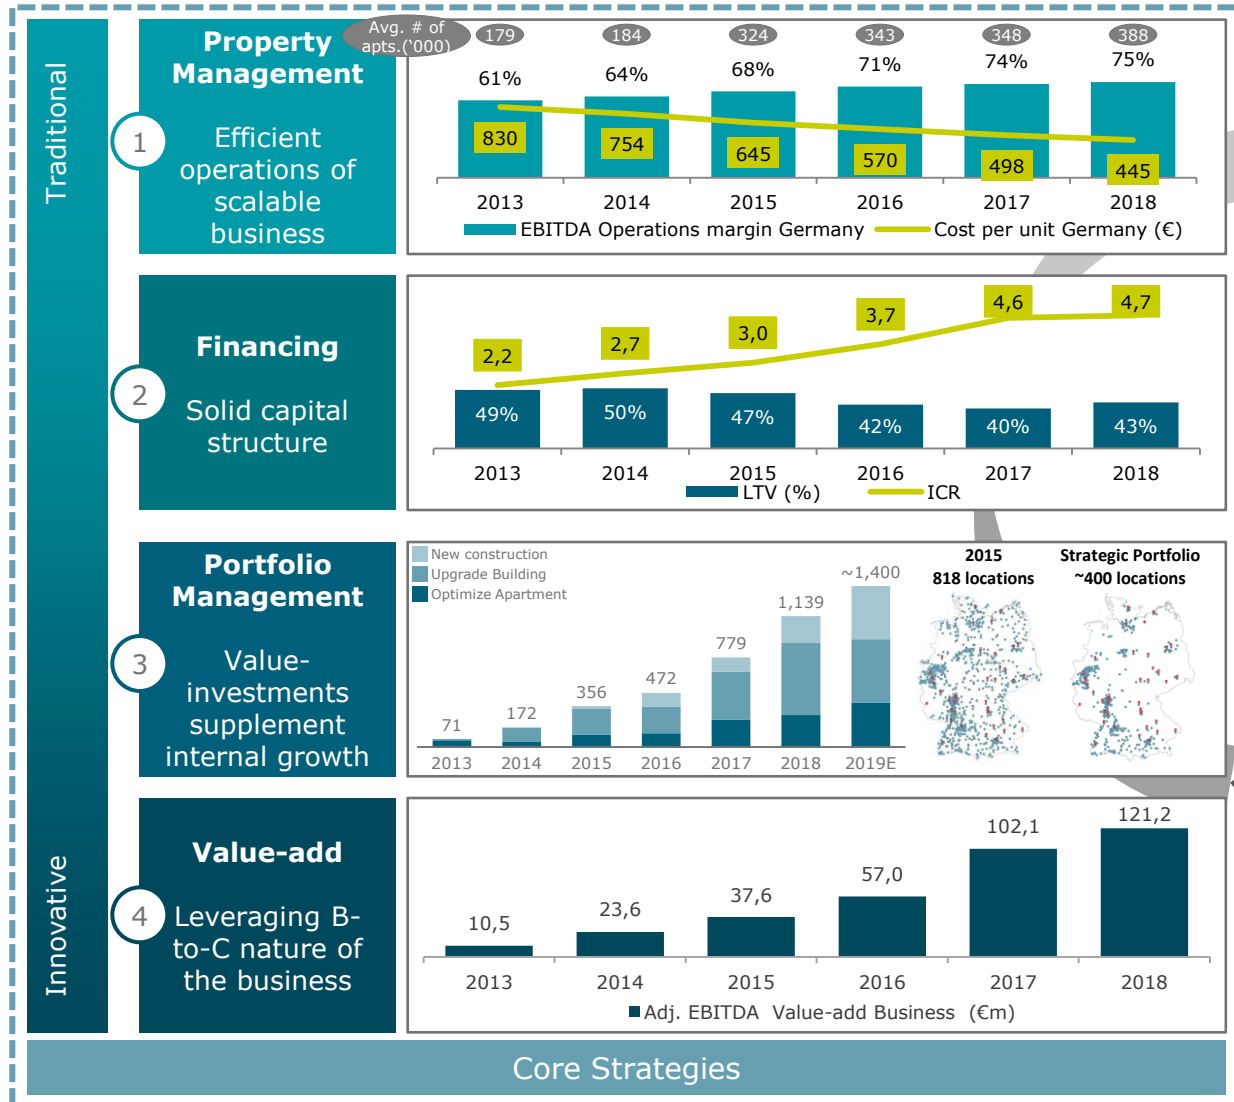 Traditional
Innovative
Property
Management
1
Efficient
operations of
scalable
business
Avg. # of
apts.('000)
179 184 324 343 348 388
61% 64% 68% 71% 74% 75%
830 754 645 570 498 445
2013 2014 2015 2016 2017 2018
EBITDA Operations margin Germany Cost per unit Germany (€)
Financing
2
Solid capital
structure
2,2 2,7 3,0 3,7 4,6 4,7
49% 50% 47% 42% 40% 43%
2013 2014 2015 2016 2017 2018
LTV (%) ICR
Portfolio
Management
3
Value-
investments
supplement
internal growth
New construction
Upgrade Building
Optimize Apartment
71 172 356 472 779 1,139 ~1,400
2013 2014 2015 2016 2017 2018 2019E
2015
818 locations
Strategic Portfolio
~400 locations
Value-add
4
Leveraging B-
to-C nature of
the business
10,5 23,6 37,6 57,0 102,1 121,2
2013 2014 2015 2016 2017 2018
Adj. EBITDA Value-add Business (€m)
Core Strategies